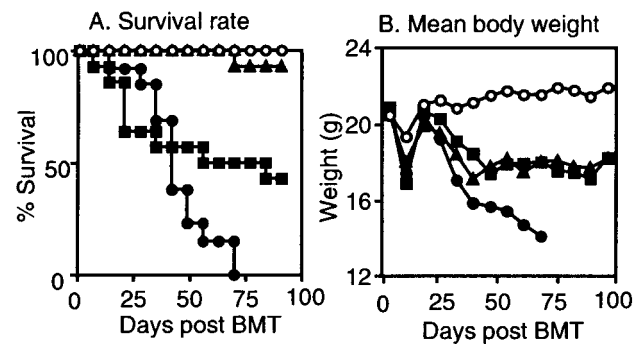 A. Survival rate
B. Mean body weight
100
50
0
% Survival
0 25 50 75 100
Days post BMT
24
20
16
12
Weight (g)
0 25 50 75 100
Days post BMT